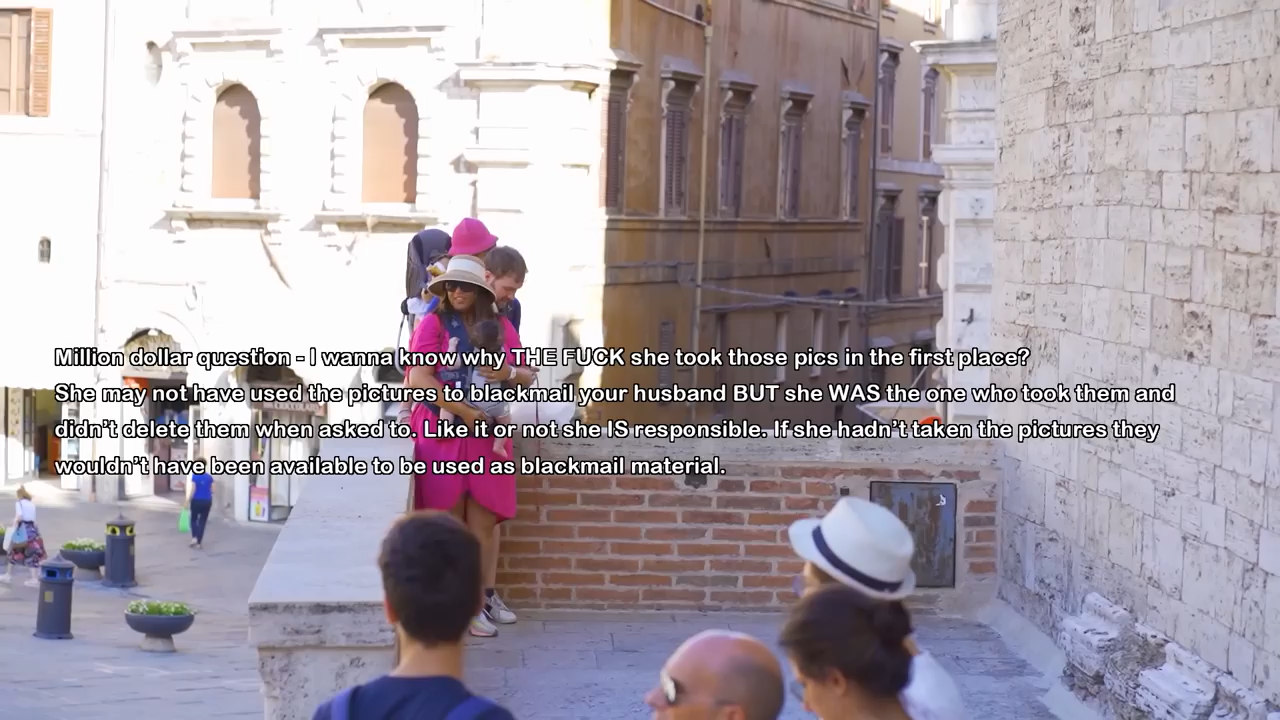 Million dollar question - I wanna know why THE FUCK she took those pics in the first place?
She may not have used the pictures to blackmail your husband BUT she WAS the one who took them and
didn't delete them when asked to. Like it or not she IS responsible. If she hadn't taken the pictures they
wouldn't have been available to be used as blackmail material.